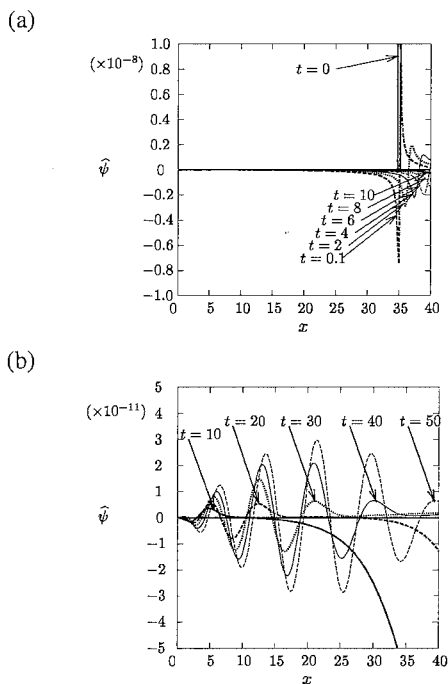 (a)
(×10⁻⁸)
1.0
0.8
0.6
0.4
0.2
0
−0.2
−0.4
−0.6
−0.8
−1.0
ψ̂
t = 0
t = 10
t = 8
t = 6
t = 4
t = 2
t = 0.1
0 5 10 15 20 25 30 35 40
x
(b)
(×10⁻¹¹)
5
4
3
2
1
0
-1
-2
-3
-4
-5
ψ̂
t = 10
t = 20
t = 30
t = 40
t = 50
0 5 10 15 20 25 30 35 40
x